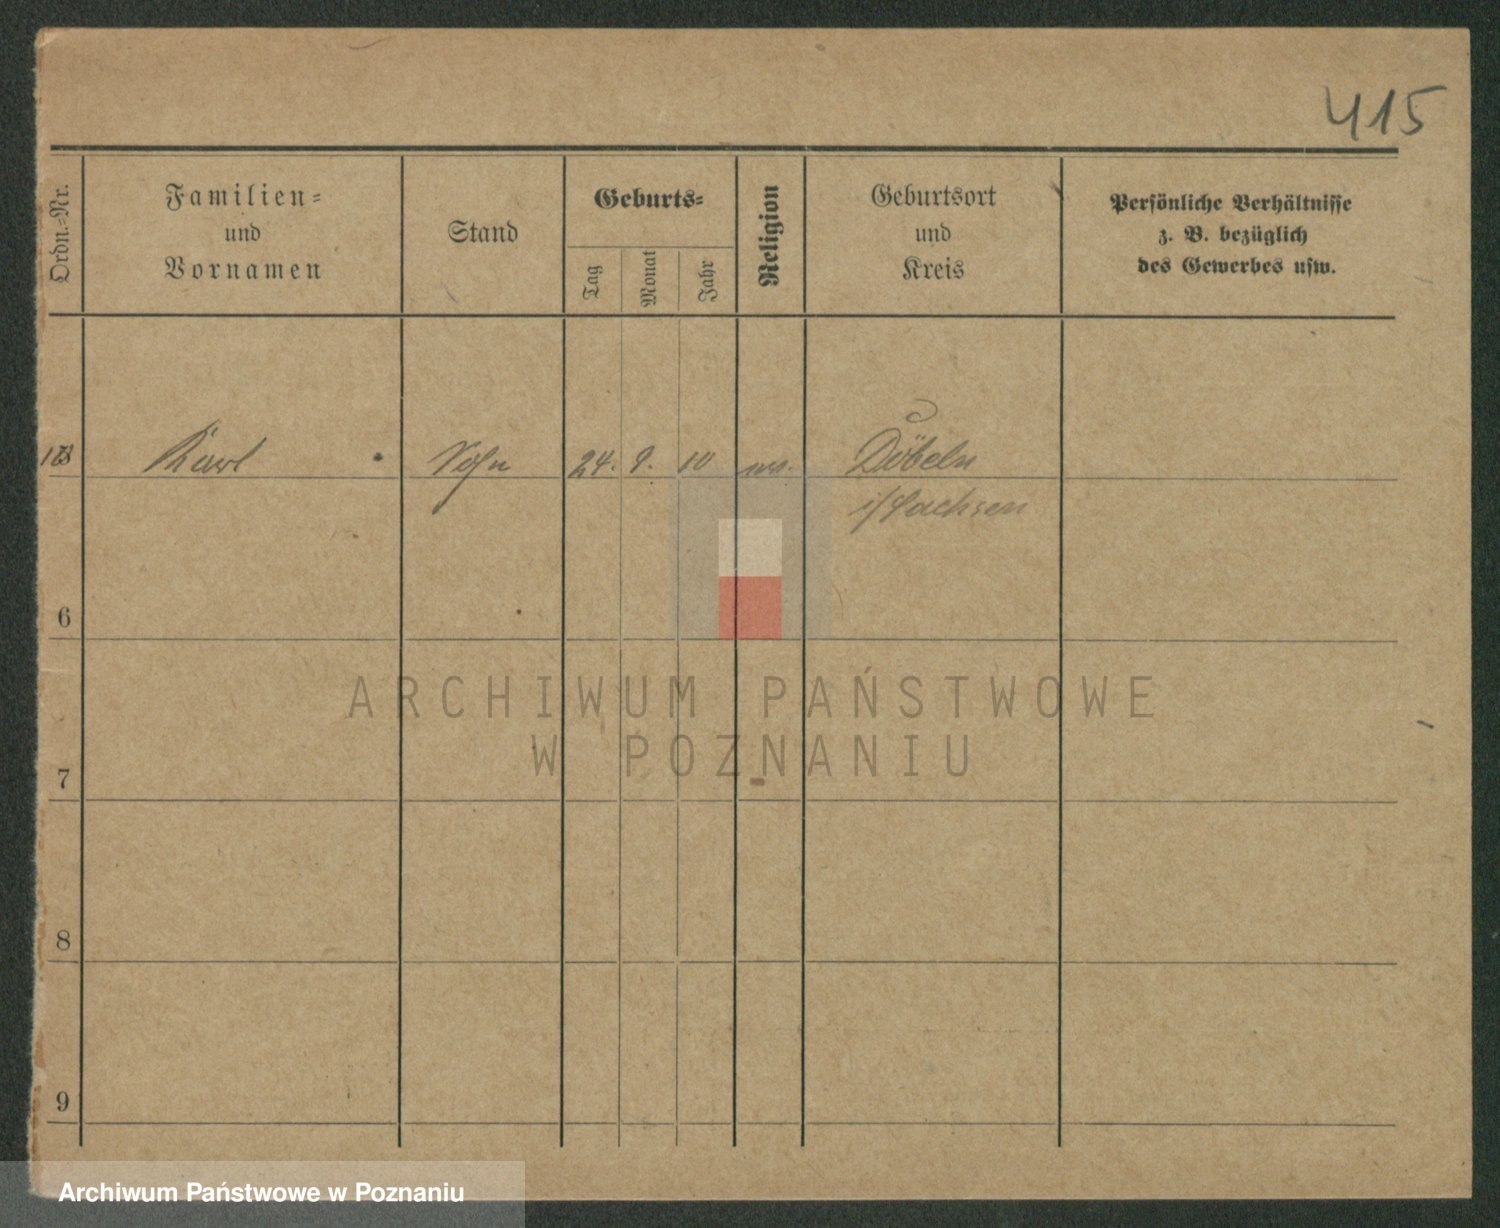 415
Ordn.-Nr.
Familien-
und
Vornamen
Stand
Geburts-
Tag
Monat
Jahr
Religion
Geburtsort
und
Kreis
Persönliche Verhältnisse
z. B. bezüglich
des Gewerbes usw.
Karl Sohn 24. 9. 10 Döbeln
i/Sachsen
6
ARCHIWUM PAŃSTWOWE
W POZNANIU
7
8
9
Archiwum Państwowe w Poznaniu